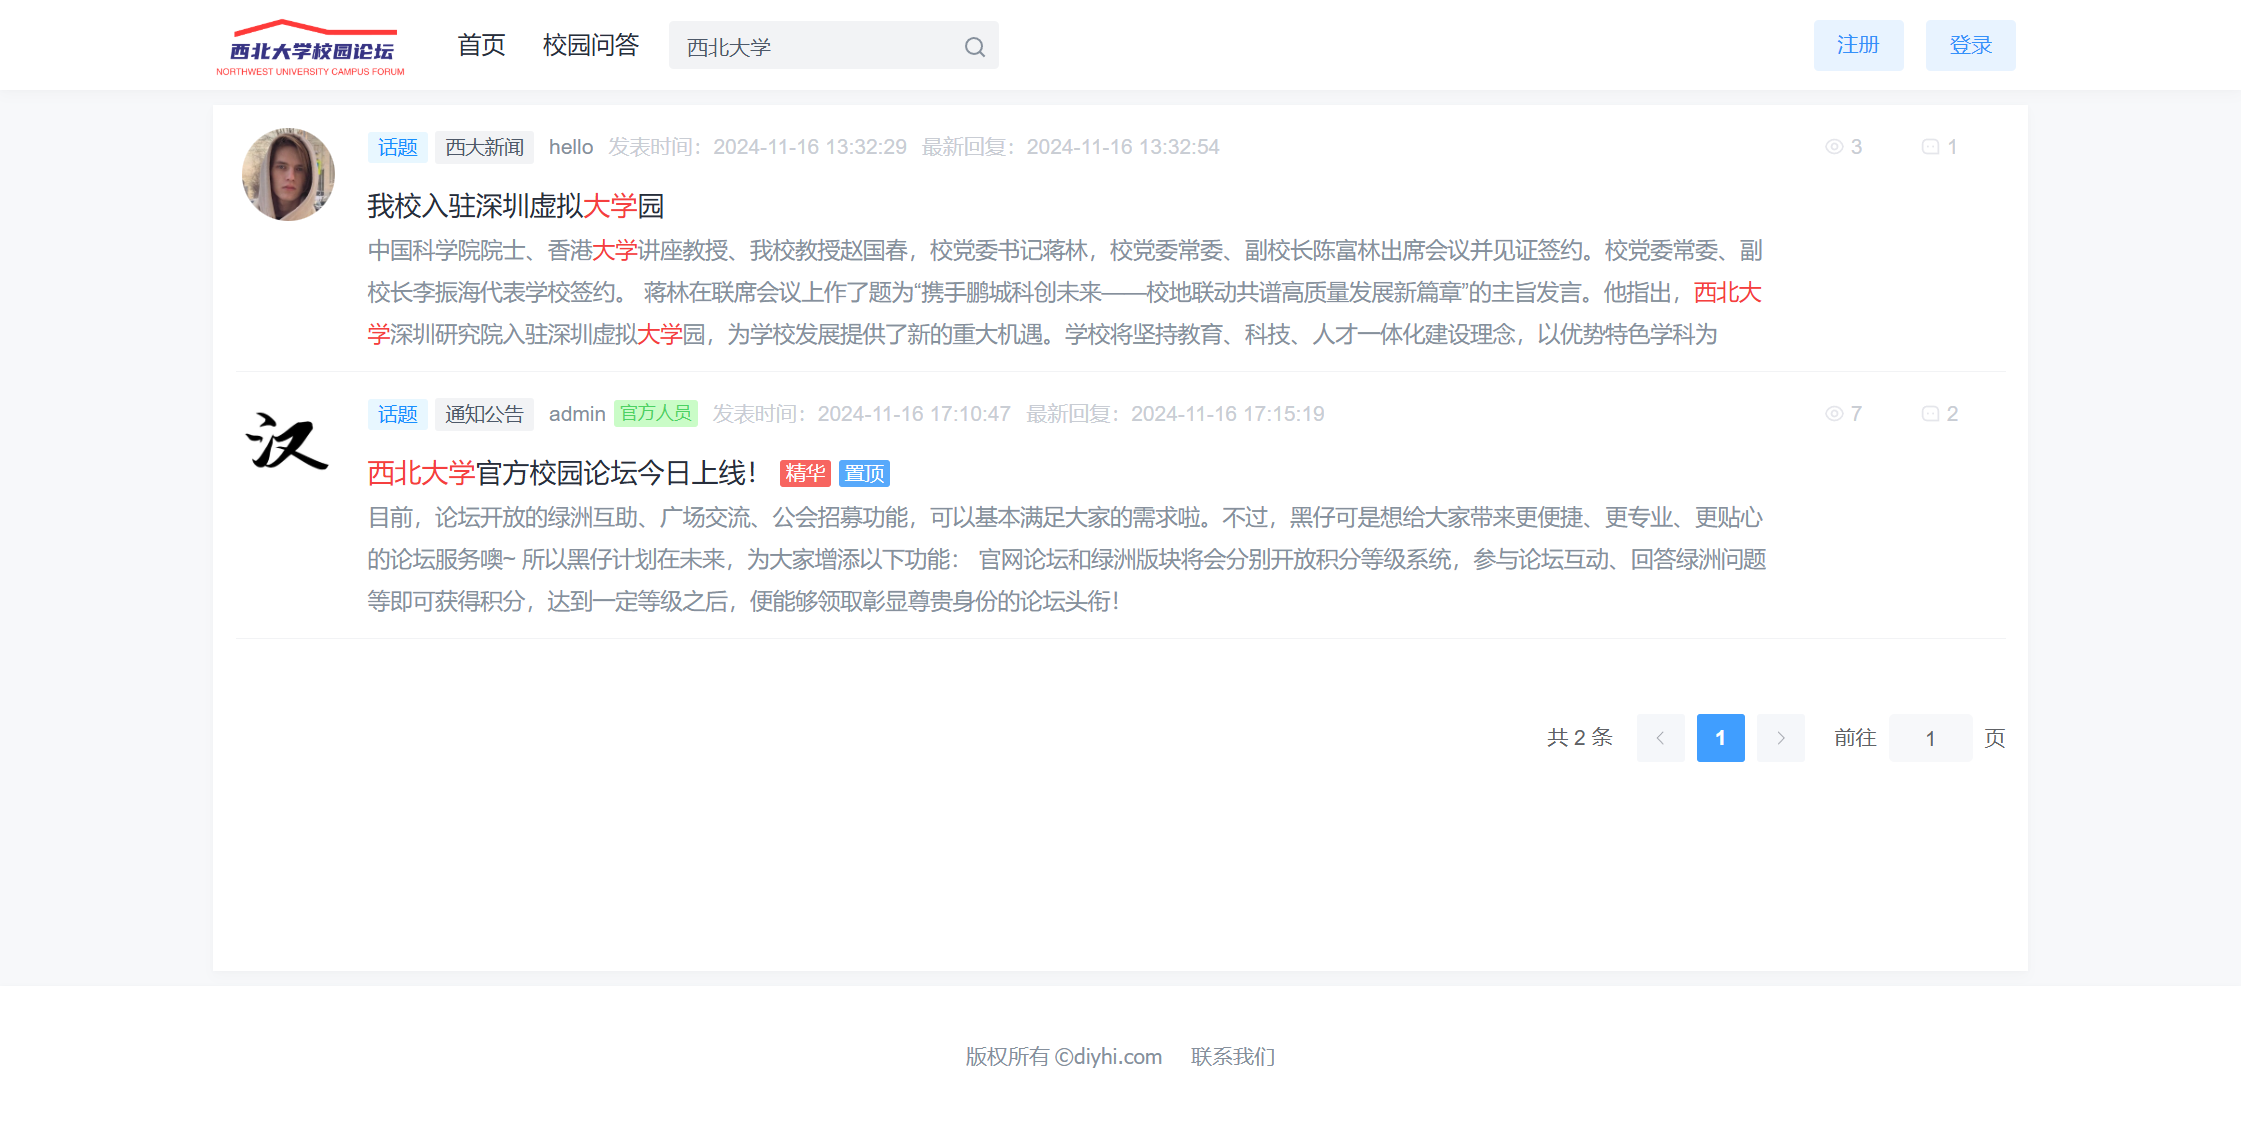 西北大学校园论坛
NORTHWEST UNIVERSITY CAMPUS FORUM
首页 校园问答 西北大学 注册 登录
话题 西大新闻 hello 发表时间：2024-11-16 13:32:29 最新回复：2024-11-16 13:32:54 3 1
我校入驻深圳虚拟大学园
中国科学院院士、香港大学讲座教授、我校教授赵国春，校党委书记蒋林，校党委常委、副校长陈富林出席会议并见证签约。校党委常委、副
校长李振海代表学校签约。 蒋林在联席会议上作了题为“携手鹏城科创未来——校地联动共谱高质量发展新篇章”的主旨发言。他指出，西北大
学深圳研究院入驻深圳虚拟大学园，为学校发展提供了新的重大机遇。学校将坚持教育、科技、人才一体化建设理念，以优势特色学科为
汉
话题 通知公告 admin 官方人员 发表时间：2024-11-16 17:10:47 最新回复：2024-11-16 17:15:19 7 2
西北大学官方校园论坛今日上线！ 精华 置顶
目前，论坛开放的绿洲互助、广场交流、公会招募功能，可以基本满足大家的需求啦。不过，黑仔可是想给大家带来更便捷、更专业、更贴心
的论坛服务噢~ 所以黑仔计划在未来，为大家增添以下功能： 官网论坛和绿洲版块将会分别开放积分等级系统，参与论坛互动、回答绿洲问题
等即可获得积分，达到一定等级之后，便能够领取彰显尊贵身份的论坛头衔！
共 2 条 1 前往 1 页
版权所有 ©diyhi.com 联系我们